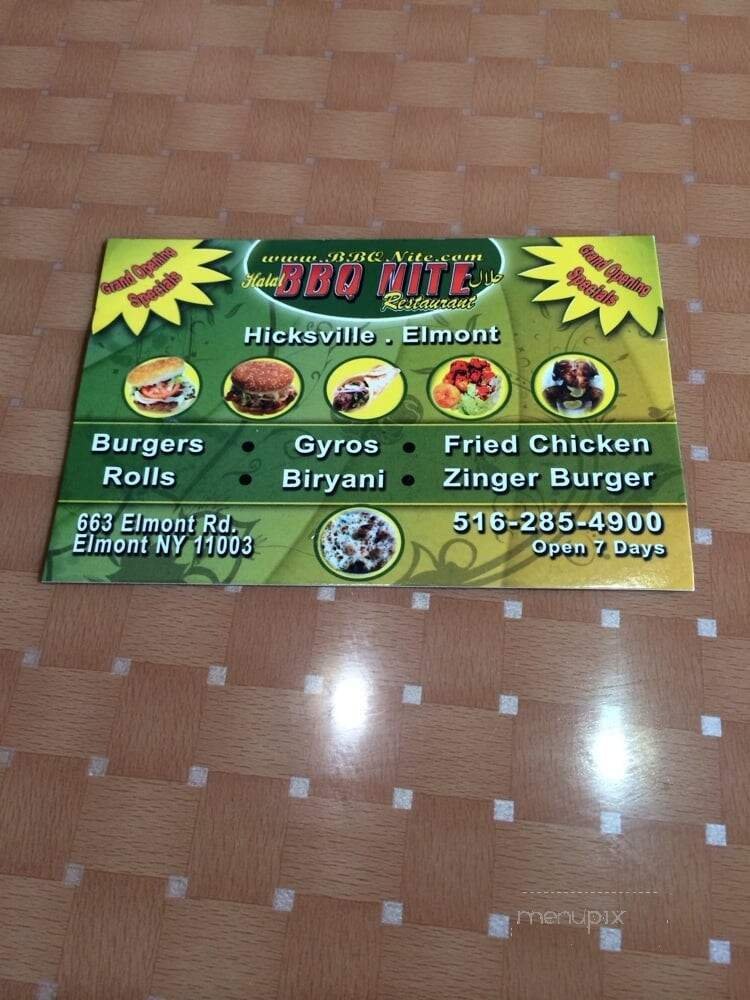 www.BBQNite.com
Grand Opening Specials
Halal BBQ NITE حلال
Restaurant
Grand Opening Specials
Hicksville . Elmont
Burgers • Gyros • Fried Chicken
Rolls • Biryani • Zinger Burger
663 Elmont Rd.
Elmont NY 11003
516-285-4900
Open 7 Days
menupix